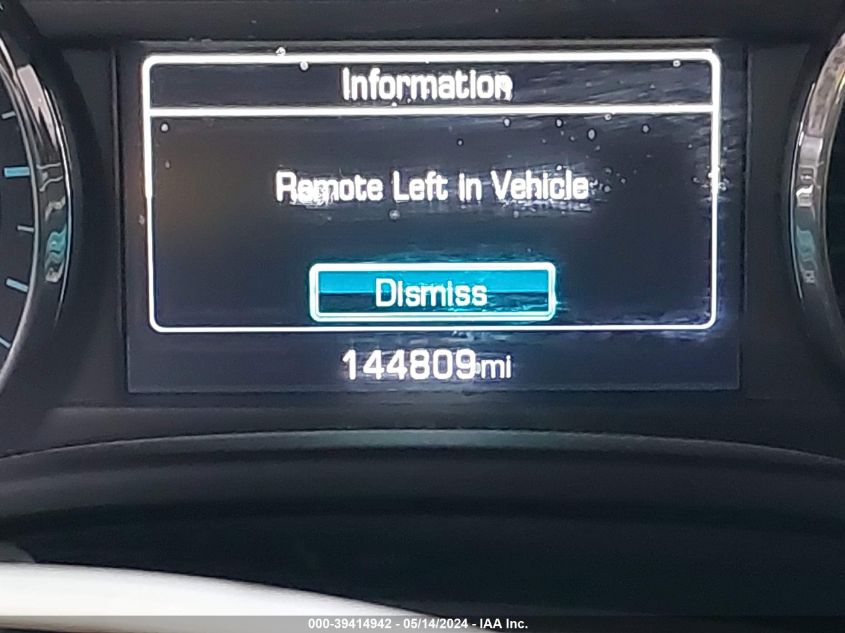 Information
Remote Left in Vehicle
Dismiss
144809mi
000-39414942 - 05/14/2024 - IAA Inc.